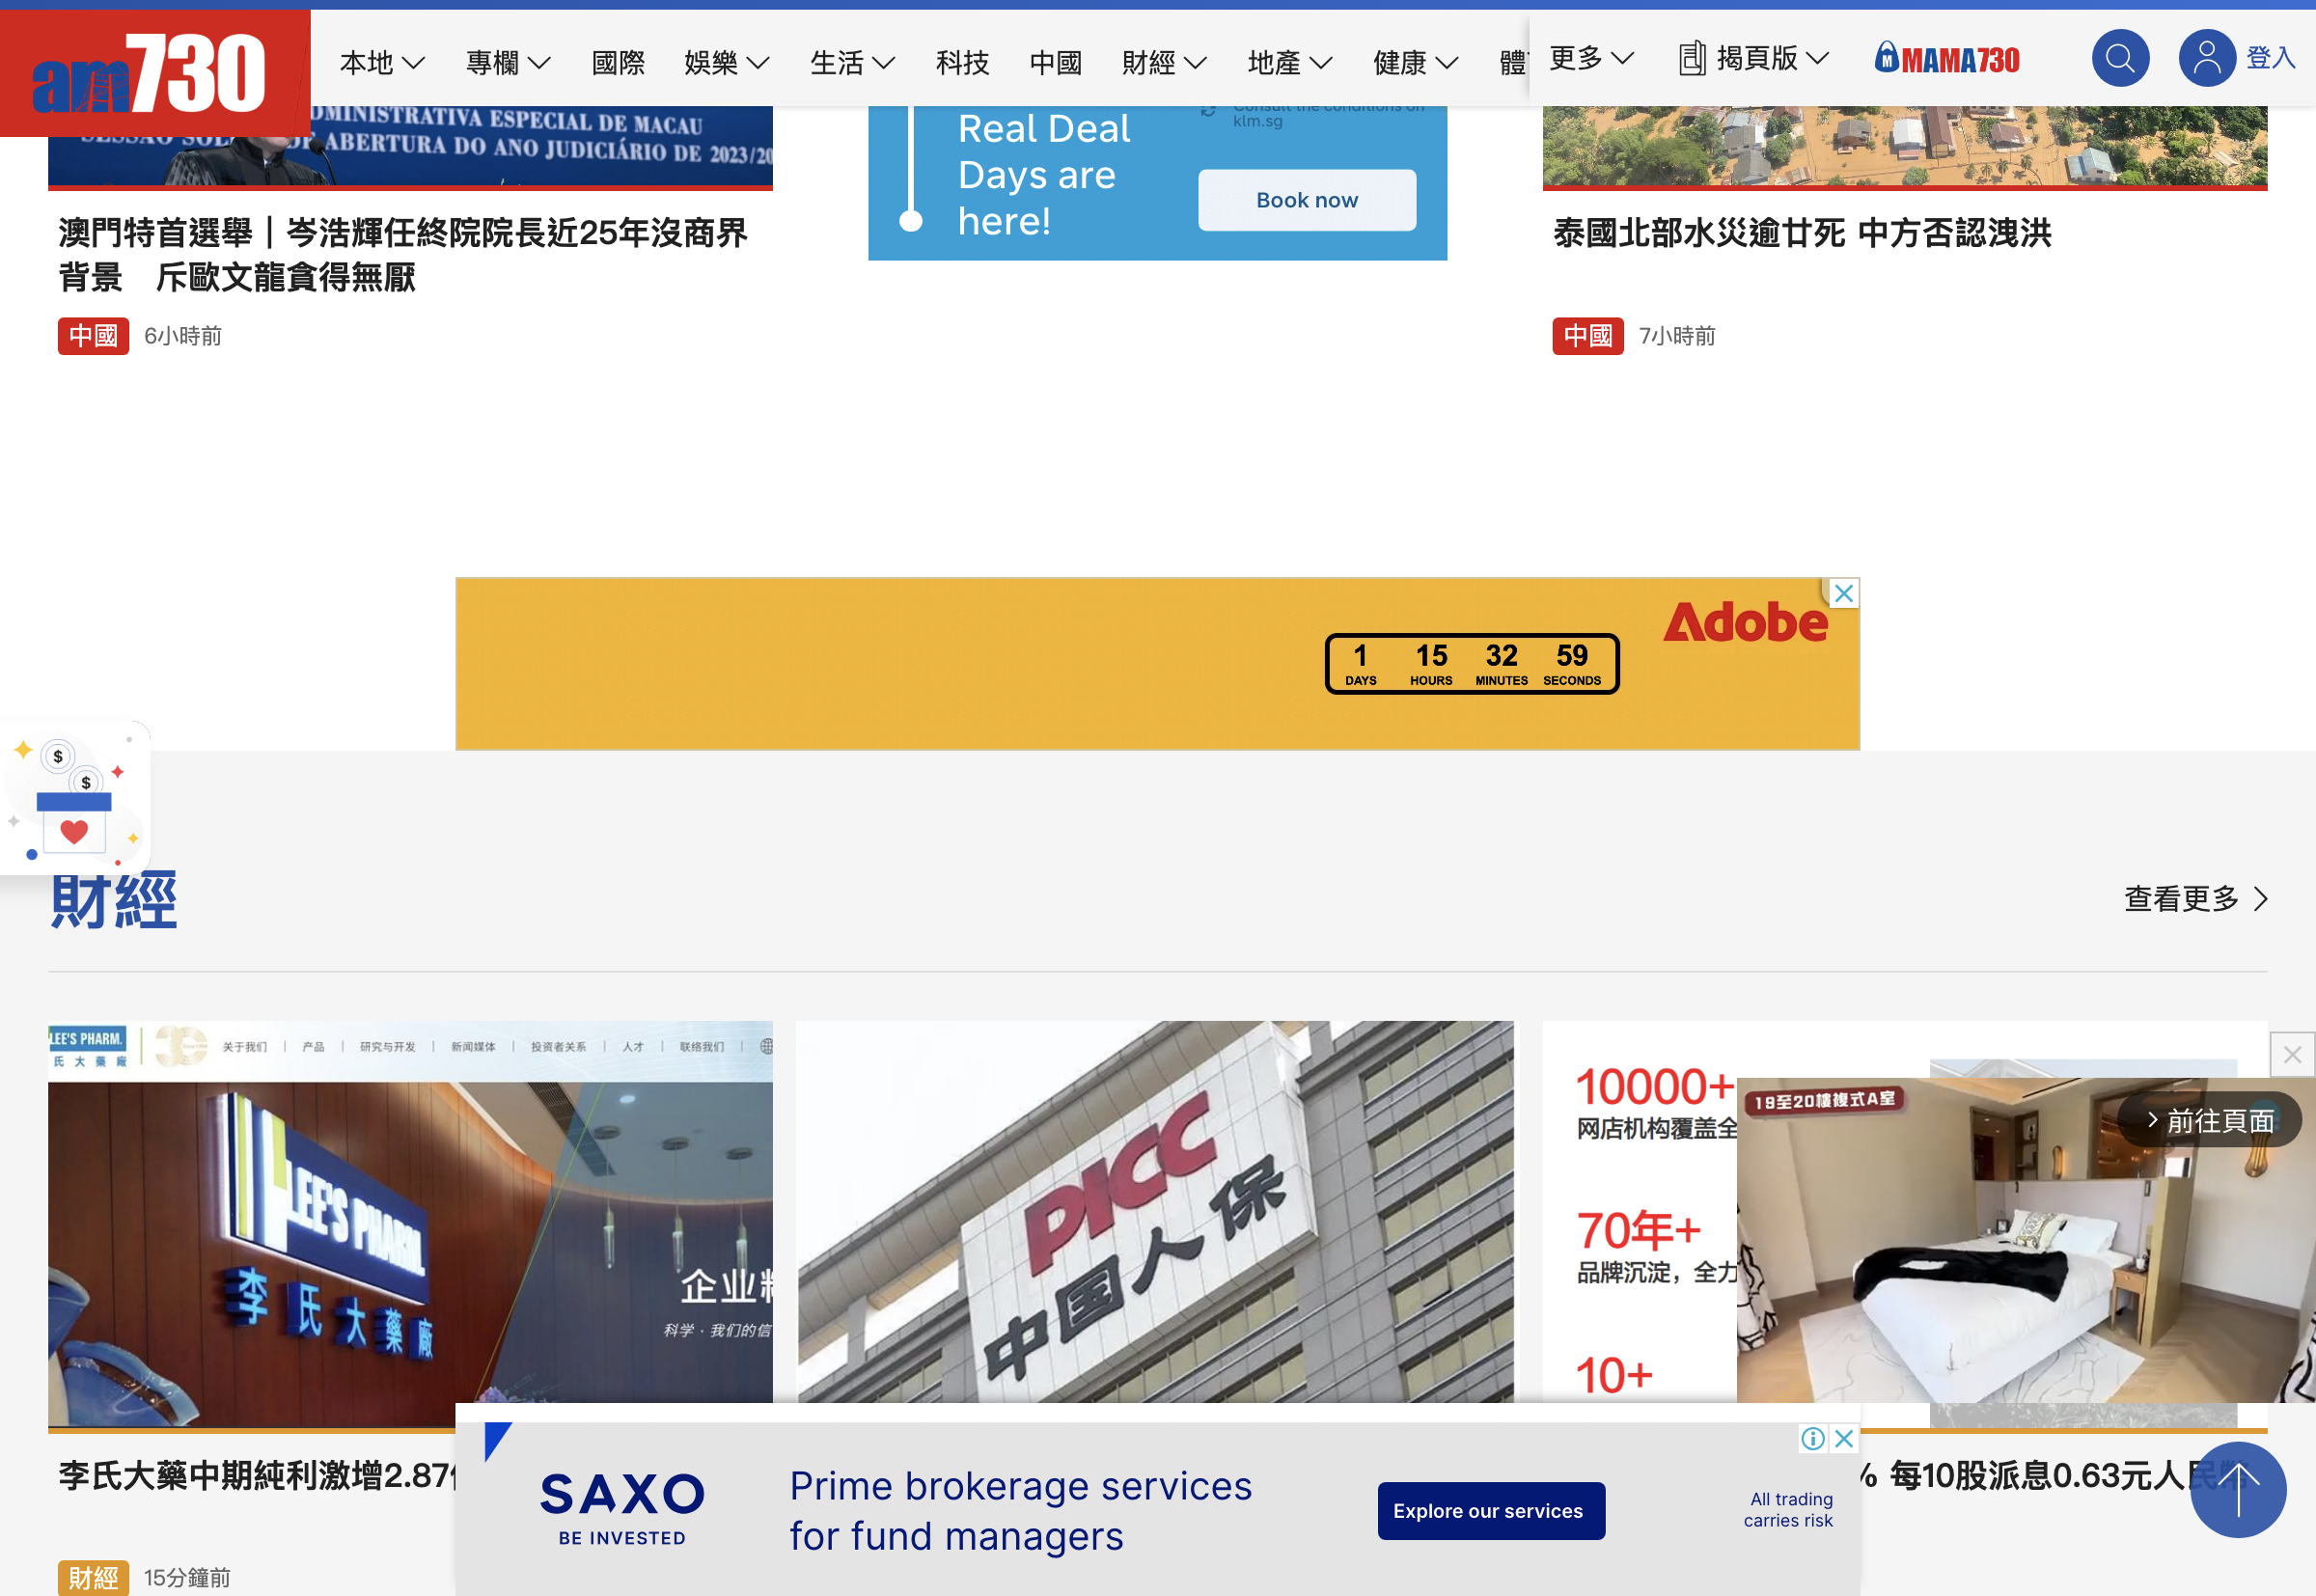 am730
本地
專欄
國際
娛樂
生活
科技
中國
財經
地產
健康
更多
揭頁版
MAMA730
登入
DMINISTRATIVA ESPECIAL DE MACAU
ABERTURA DO ANO JUDICIÁRIO DE 2023/20
Real Deal
Days are
here!
Consult the conditions on
klm.sg
Book now
澳門特首選舉｜岑浩輝任終院院長近25年沒商界
背景　斥歐文龍貪得無厭
中國 6小時前
泰國北部水災逾廿死 中方否認洩洪
中國 7小時前
Adobe
1 15 32 59
DAYS HOURS MINUTES SECONDS
$
$
財經
查看更多
LEE'S PHARM.
氏大藥廠
关于我们 | 产品 | 研究与开发 | 新闻媒体 | 投资者关系 | 人才 | 联络我们
LEE'S PHARM.
李氏大藥廠
企业
科学 · 我们的信
PICC
中国人保
10000+
网店机构覆盖全
70年+
品牌沉淀，全力
10+
19至20樓複式A室
前往頁面
李氏大藥中期純利激增2.87
% 每10股派息0.63元人民幣
財經 15分鐘前
SAXO
BE INVESTED
Prime brokerage services
for fund managers
Explore our services
All trading
carries risk